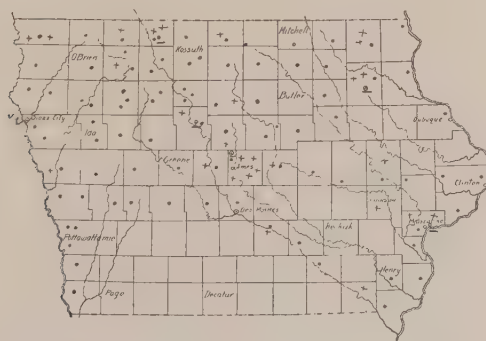 Mitchell
Kossuth
O'Brien
Butler
Sioux City
Dubuque
Ida
Greene
Ames
Clinton
Johnson
Des Moines
Muscatine
Keokuk
Pottawattamie
Henry
Page
Decatur